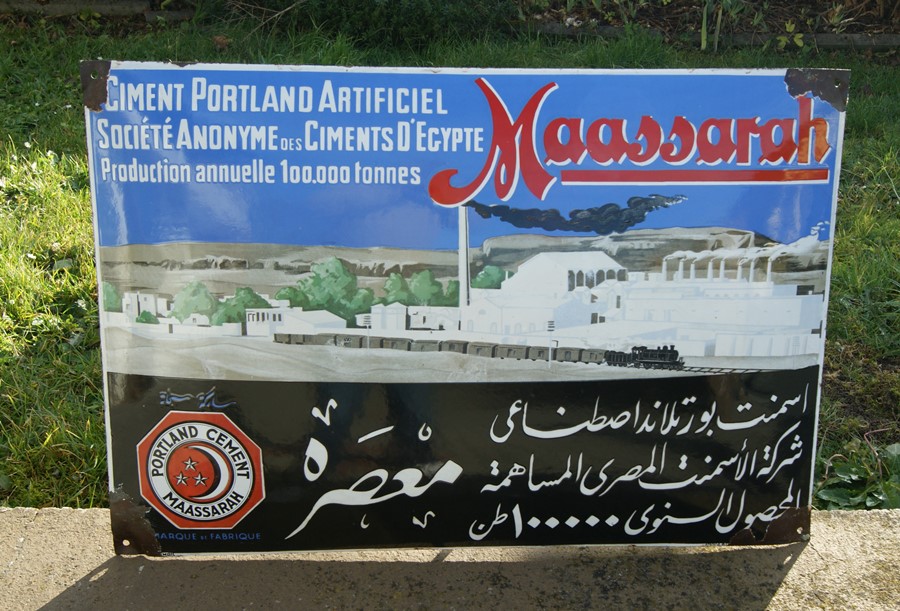 CIMENT PORTLAND ARTIFICIEL
SOCIÉTÉ ANONYME DES CIMENTS D'EGYPTE
Production annuelle 100.000 tonnes
Maassarah
اسمنت بورتلاند اصطناعى
شركة الأسمنت المصرى المساهمة
المحصول السنوى ١٠٠٠٠٠ طن
معصره
PORTLAND CEMENT
MAASSARAH
MARQUE DE FABRIQUE